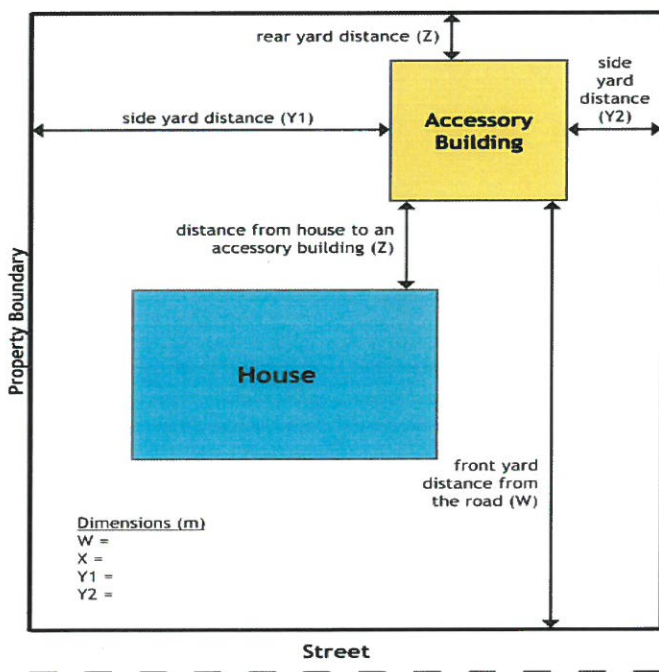 rear yard distance (Z)
side
yard
distance
(Y2)
side yard distance (Y1)
Accessory
Building
distance from house to an
accessory building (Z)
Property Boundary
House
front yard
distance from
the road (W)
Dimensions (m)
W =
X =
Y1 =
Y2 =
Street